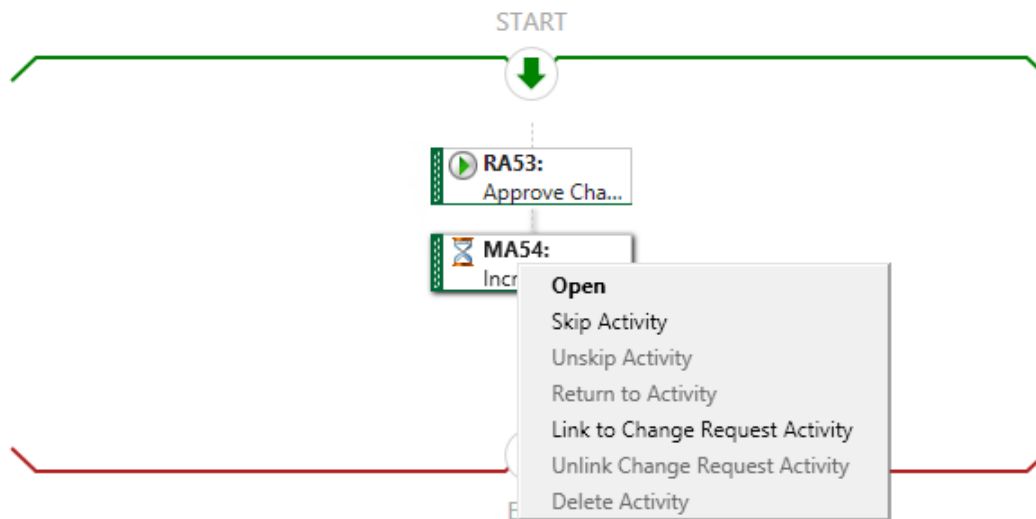 START
RA53:
Approve Cha...
MA54:
Incr
Open
Skip Activity
Unskip Activity
Return to Activity
Link to Change Request Activity
Unlink Change Request Activity
Delete Activity